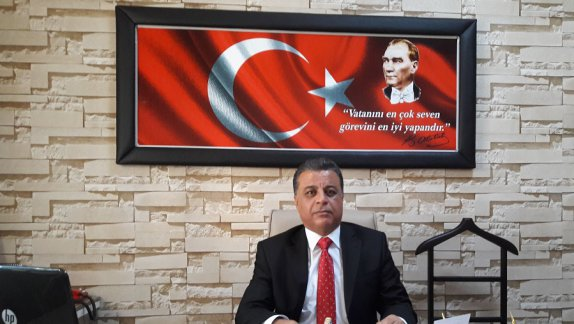 “Vatanını en çok seven
görevini en iyi yapandır.”
hp